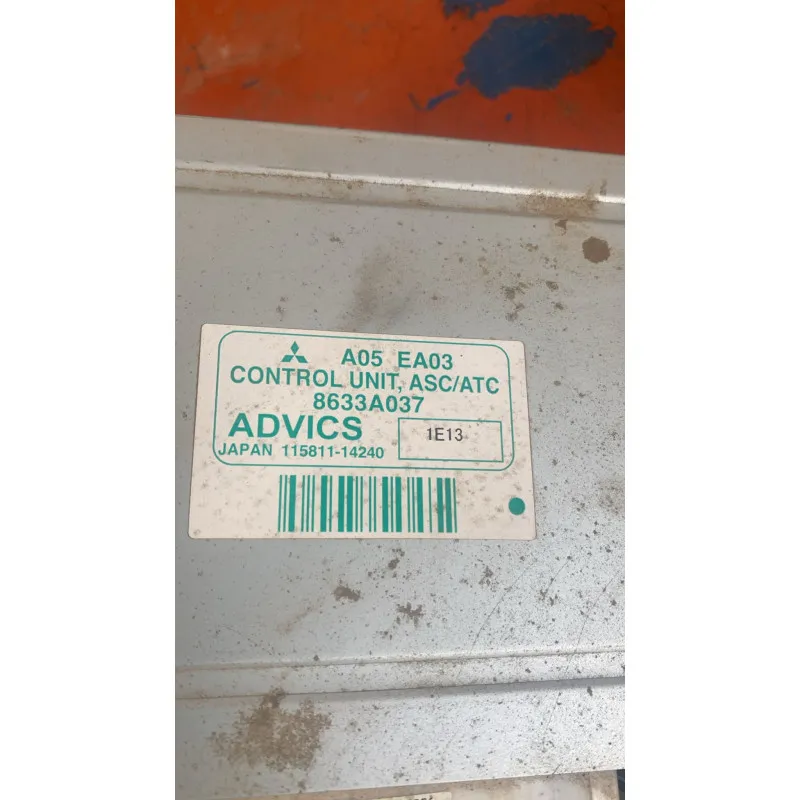 A05 EA03
CONTROL UNIT, ASC/ATC
8633A037
ADVICS 1E13
JAPAN 115811-14240